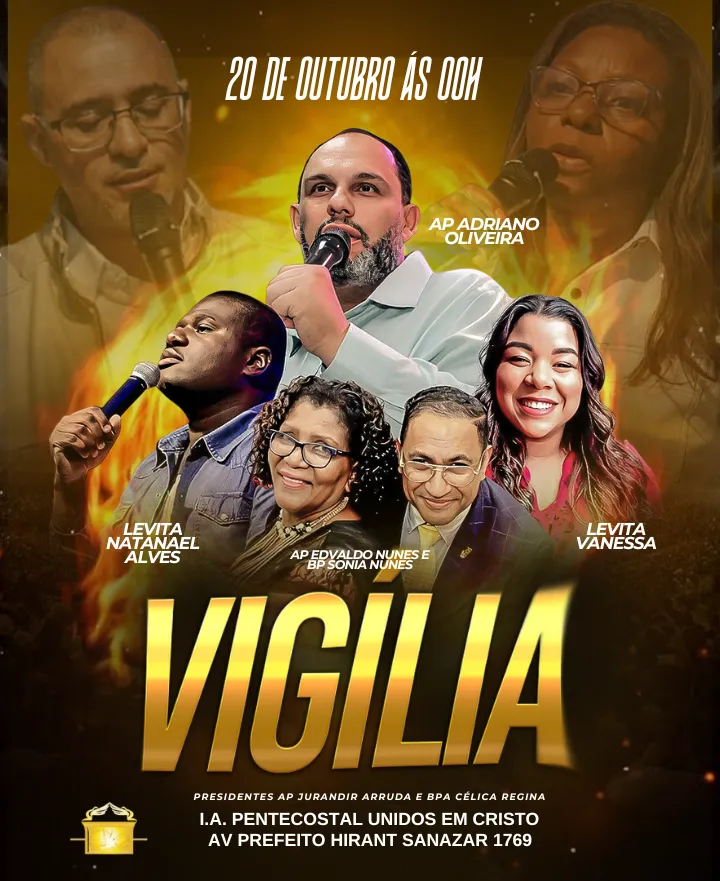 20 DE OUTUBRO ÁS 00H
AP ADRIANO
OLIVEIRA
LEVITA
NATANAEL
ALVES
AP EDVALDO NUNES E
BP SONIA NUNES
LEVITA
VANESSA
VIGÍLIA
PRESIDENTES AP JURANDIR ARRUDA E BPA CÉLICA REGINA
I.A. PENTECOSTAL UNIDOS EM CRISTO
AV PREFEITO HIRANT SANAZAR 1769